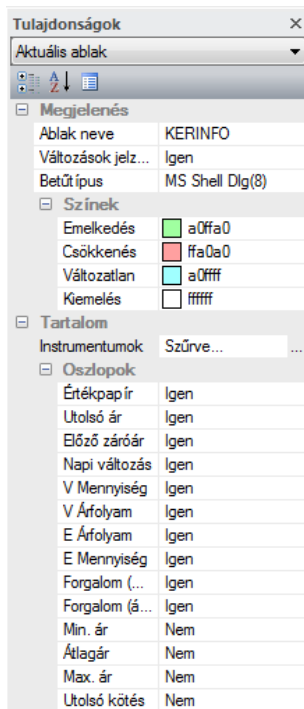 Tulajdonságok
Aktuális ablak
Megjelenés
Ablak neve KERINFO
Változások jelz... Igen
Betűtípus MS Shell Dlg(8)
Színek
Emelkedés a0ffa0
Csökkenés ffa0a0
Változatlan a0ffff
Kiemelés ffffff
Tartalom
Instrumentumok Szűrve... ...
Oszlopok
Értékpapír Igen
Utolsó ár Igen
Előző záróár Igen
Napi változás Igen
V Mennyiség Igen
V Árfolyam Igen
E Árfolyam Igen
E Mennyiség Igen
Forgalom (... Igen
Forgalom (á... Igen
Min. ár Nem
Átlagár Nem
Max. ár Nem
Utolsó kötés Nem